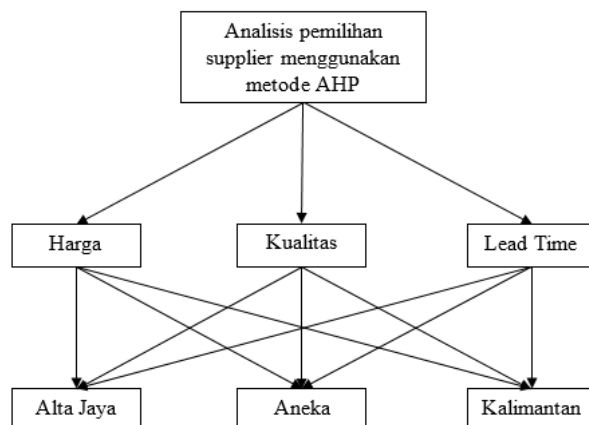 Analisis pemilihan
supplier menggunakan
metode AHP
Harga
Kualitas
Lead Time
Alta Jaya
Aneka
Kalimantan